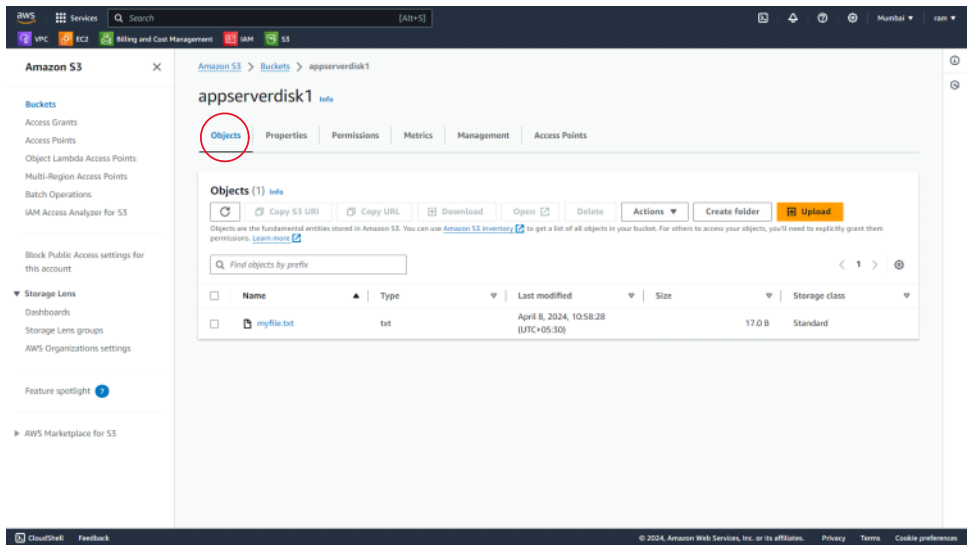 aws Services Search [Alt+S] Mumbai ▼ ram ▼
VPC EC2 Billing and Cost Management IAM S3
Amazon S3
Buckets
Access Grants
Access Points
Object Lambda Access Points
Multi-Region Access Points
Batch Operations
IAM Access Analyzer for S3
Block Public Access settings for
this account
Storage Lens
Dashboards
Storage Lens groups
AWS Organizations settings
Feature spotlight 7
AWS Marketplace for S3
Amazon S3 > Buckets > appserverdisk1
appserverdisk1 Info
Objects Properties Permissions Metrics Management Access Points
Objects (1) Info
Copy S3 URI Copy URL Download Open Delete Actions ▼ Create folder Upload
Objects are the fundamental entities stored in Amazon S3. You can use Amazon S3 inventory to get a list of all objects in your bucket. For others to access your objects, you'll need to explicitly grant them
permissions. Learn more
Find objects by prefix < 1 >
Name Type Last modified Size Storage class
myfile.txt txt April 8, 2024, 10:58:28 17.0 B Standard
(UTC+05:30)
CloudShell Feedback © 2024, Amazon Web Services, Inc. or its affiliates. Privacy Terms Cookie preferences